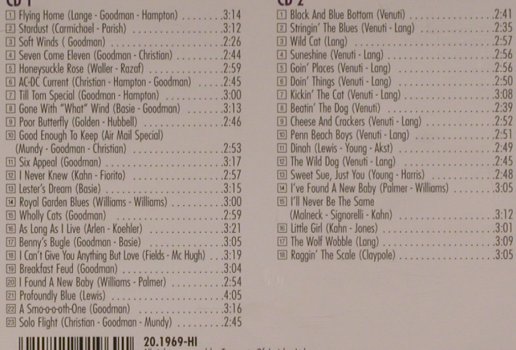 CD 1
1 Flying Home (Lange - Goodman - Hampton) 3:14
2 Stardust (Carmichael - Parish) 3:12
3 Soft Winds ( Goodman) 2:26
4 Seven Come Eleven (Goodman - Christian) 2:44
5 Honeysuckle Rose (Waller - Razaf) 2:59
6 AC-DC Current (Christian - Hampton - Goodman) 2:45
7 Till Tom Special (Goodman - Hampton) 3:00
8 Gone With "What" Wind (Basie - Goodman) 3:13
9 Poor Butterfly (Golden - Hubbell) 2:46
10 Good Enough To Keep (Air Mail Special)
(Mundy - Goodman - Christian) 2:53
11 Six Appeal (Goodman) 3:17
12 I Never Knew (Kahn - Fiorito) 2:57
13 Lester's Dream (Basie) 3:15
14 Royal Garden Blues (Williams - Williams) 3:00
15 Wholly Cats (Goodman) 2:59
16 As Long As I Live (Arlen - Koehler) 3:21
17 Benny's Bugle (Goodman - Basie) 3:05
18 I Can't Give You Anything But Love (Fields - Mc Hugh) 3:19
19 Breakfast Feud (Goodman) 3:04
20 I Found A New Baby (Williams - Palmer) 2:54
21 Profoundly Blue (Lewis) 4:05
22 A Smo-o-o-oth-One (Goodman) 3:16
23 Solo Flight (Christian - Goodman - Mundy) 2:45
CD 2
1 Black And Blue Bottom (Venuti) 2:41
2 Stringin' The Blues (Venuti - Lang) 2:35
3 Wild Cat (Lang) 2:57
4 Suneshine (Venuti - Lang) 2:56
5 Goin' Places (Venuti - Lang) 2:56
6 Doin' Things (Venuti - Lang) 2:50
7 Kickin' The Cat (Venuti - Lang) 3:08
8 Beatin' The Dog (Venuti) 2:39
9 Cheese And Crackers (Venuti - Lang) 2:52
10 Penn Beach Boys (Venuti - Lang) 2:51
11 Dinah (Lewis - Young - Akst) 2:49
12 The Wild Dog (Venuti - Lang) 2:45
13 Sweet Sue, Just You (Young - Harris) 2:48
14 I've Found A New Baby (Palmer - Williams) 3:05
15 I'll Never Be The Same
(Malneck - Signorelli - Kahn) 3:12
16 Little Girl (Kahn - Jones) 3:01
17 The Wolf Wobble (Lang) 3:09
18 Raggin' The Scale (Claypole) 3:05
20.1969-HI